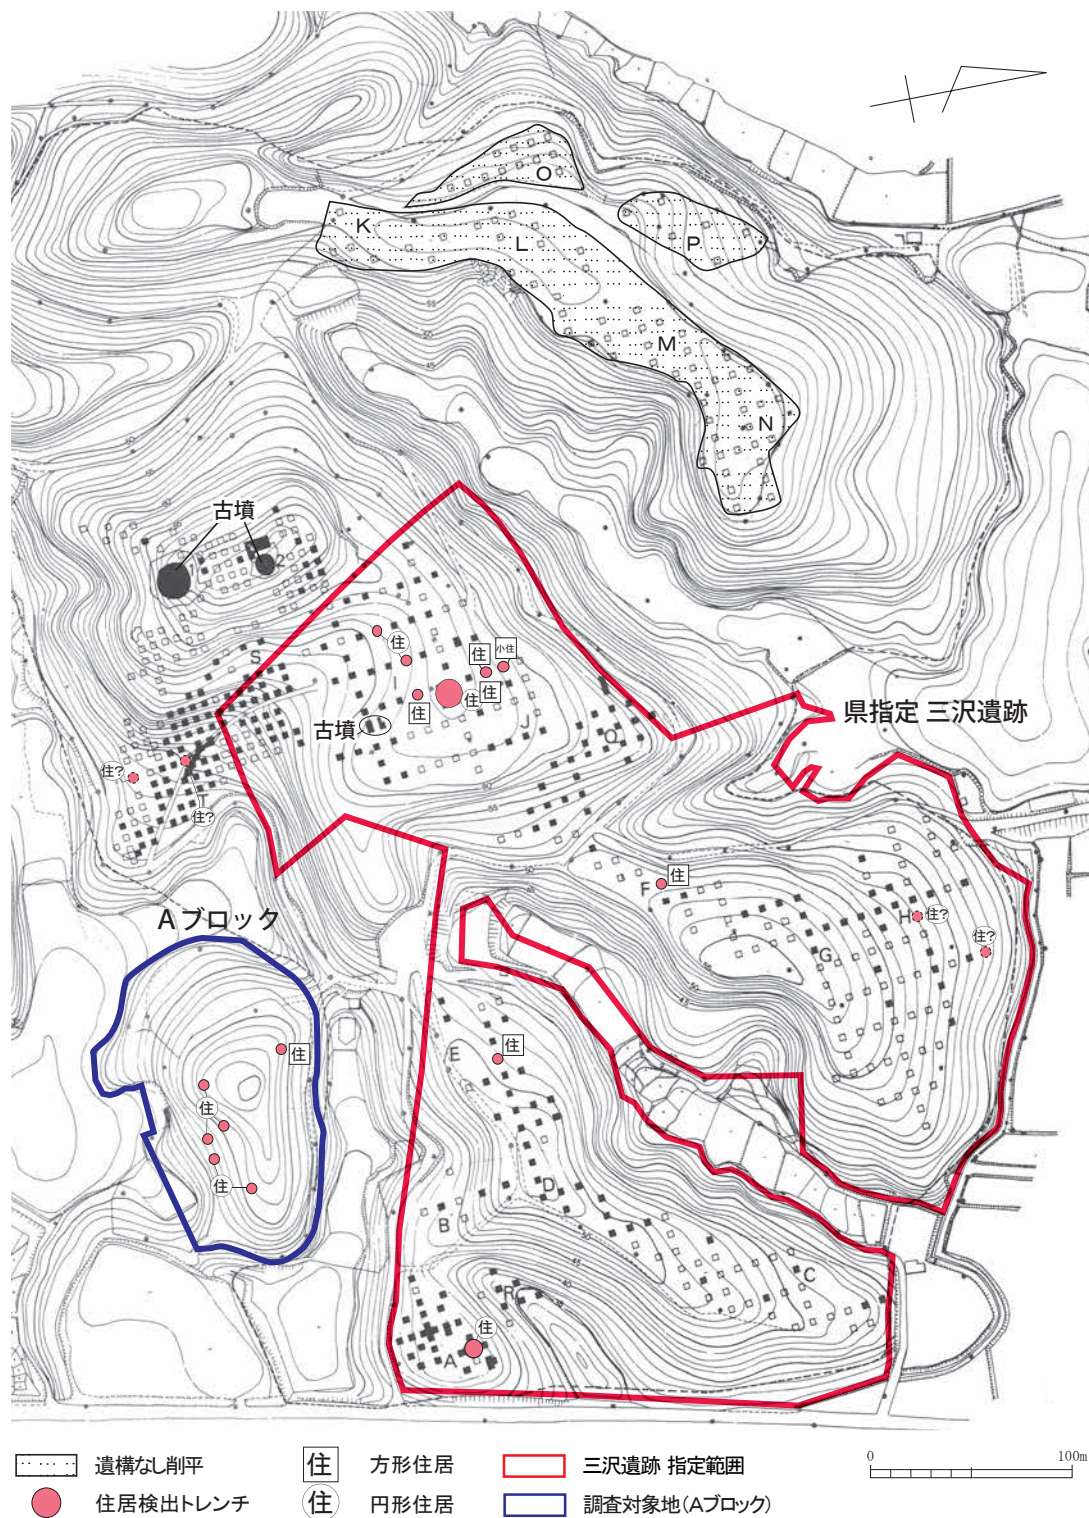 O
K
L
P
M
N
古墳
1
2
S
住
住
小住
I
住
住
住
古墳
J
Q
県指定 三沢遺跡
住?
T
住?
F
住
H
住?
住?
G
Aブロック
住
E
住
住
住
D
B
C
R
住
A
遺構なし削平
住 方形住居
三沢遺跡 指定範囲
0 100m
住居検出トレンチ
住 円形住居
調査対象地(Aブロック)